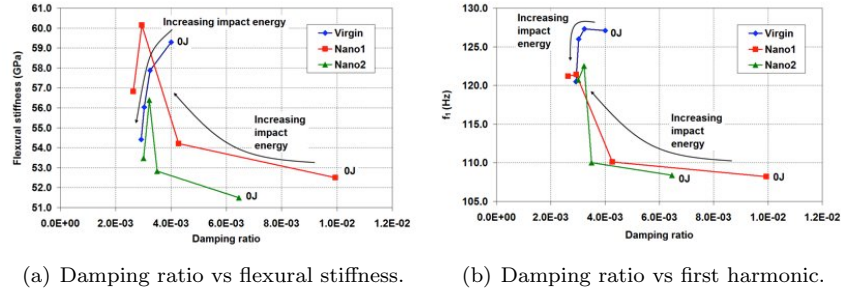 61.0
60.0
59.0
58.0
57.0
56.0
55.0
54.0
53.0
52.0
51.0
Flexural stiffness (GPa)
Increasing impact energy
0J
Virgin
Nano1
Nano2
Increasing
impact
energy
0J
0J
0.0E+00 2.0E-03 4.0E-03 6.0E-03 8.0E-03 1.0E-02 1.2E-02
Damping ratio
(a) Damping ratio vs flexural stiffness.
130.0
125.0
120.0
115.0
110.0
105.0
f₁ (Hz)
Increasing
impact
energy
0J
Virgin
Nano1
Nano2
Increasing
impact
energy
0J
0J
0.0E+00 2.0E-03 4.0E-03 6.0E-03 8.0E-03 1.0E-02 1.2E-02
Damping ratio
(b) Damping ratio vs first harmonic.